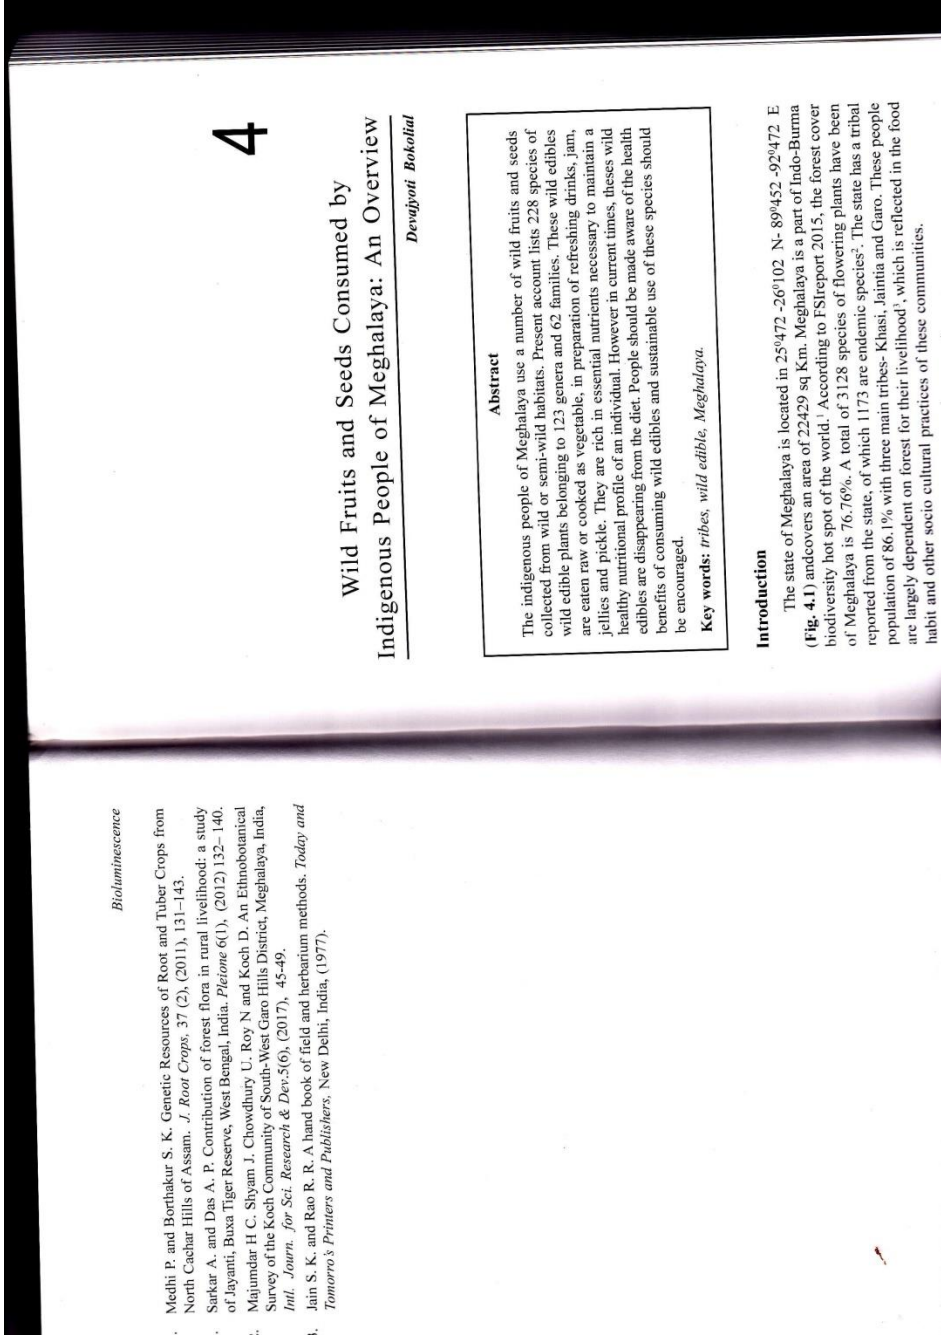 Bioluminescence
Medhi P. and Borthakur S. K. Genetic Resources of Root and Tuber Crops from
North Cachar Hills of Assam. J. Root Crops, 37 (2), (2011), 131–143.
Sarkar A. and Das A. P. Contribution of forest flora in rural livelihood: a study
of Jayanti, Buxa Tiger Reserve, West Bengal, India. Pleione 6(1), (2012) 132– 140.
Majumdar H C. Shyam J. Chowdhury U. Roy N and Koch D. An Ethnobotanical
Survey of the Koch Community of South-West Garo Hills District, Meghalaya, India,
Intl. Journ. for Sci. Research & Dev.5(6), (2017), 45-49.
Jain S. K. and Rao R. R. A hand book of field and herbarium methods. Today and
Tomorro's Printers and Publishers, New Delhi, India, (1977).
4
Wild Fruits and Seeds Consumed by
Indigenous People of Meghalaya: An Overview
Devajyoti Bokolial
Abstract
The indigenous people of Meghalaya use a number of wild fruits and seeds
collected from wild or semi-wild habitats. Present account lists 228 species of
wild edible plants belonging to 123 genera and 62 families. These wild edibles
are eaten raw or cooked as vegetable, in preparation of refreshing drinks, jam,
jellies and pickle. They are rich in essential nutrients necessary to maintain a
healthy nutritional profile of an individual. However in current times, theses wild
edibles are disappearing from the diet. People should be made aware of the health
benefits of consuming wild edibles and sustainable use of these species should
be encouraged.
Key words: tribes, wild edible, Meghalaya.
Introduction
The state of Meghalaya is located in 25⁰472 -26⁰102 N- 89⁰452 -92⁰472 E
(Fig. 4.1) andcovers an area of 22429 sq Km. Meghalaya is a part of Indo-Burma
biodiversity hot spot of the world.¹ According to FSIreport 2015, the forest cover
of Meghalaya is 76.76%. A total of 3128 species of flowering plants have been
reported from the state, of which 1173 are endemic species². The state has a tribal
population of 86.1% with three main tribes- Khasi, Jaintia and Garo. These people
are largely dependent on forest for their livelihood³, which is reflected in the food
habit and other socio cultural practices of these communities.